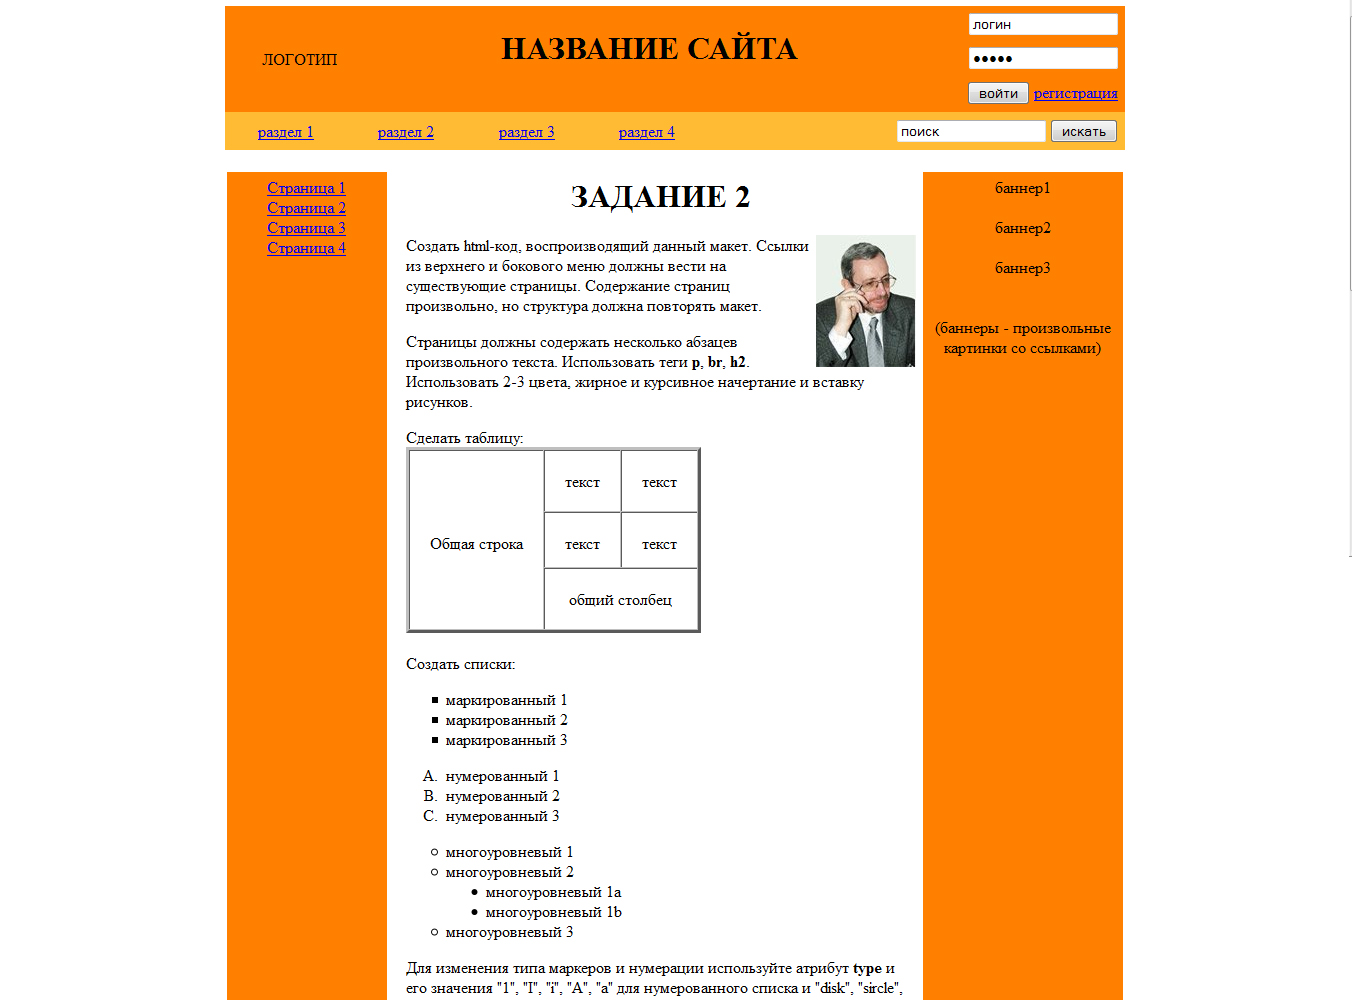 ЛОГОТИП
НАЗВАНИЕ САЙТА
логин
•••••
войти регистрация
раздел 1 раздел 2 раздел 3 раздел 4 поиск искать
Страница 1
Страница 2
Страница 3
Страница 4
ЗАДАНИЕ 2
Создать html-код, воспроизводящий данный макет. Ссылки
из верхнего и бокового меню должны вести на
существующие страницы. Содержание страниц
произвольно, но структура должна повторять макет.
Страницы должны содержать несколько абзацев
произвольного текста. Использовать теги p, br, h2.
Использовать 2-3 цвета, жирное и курсивное начертание и вставку
рисунков.
Сделать таблицу:
Общая строка
текст текст
текст текст
общий столбец
Создать списки:
маркированный 1
маркированный 2
маркированный 3
A. нумерованный 1
B. нумерованный 2
C. нумерованный 3
многоуровневый 1
многоуровневый 2
многоуровневый 1a
многоуровневый 1b
многоуровневый 3
Для изменения типа маркеров и нумерации используйте атрибут type и
его значения "1", "I", "i", "A", "a" для нумерованного списка и "disk", "sircle",
баннер1
баннер2
баннер3
(баннеры - произвольные
картинки со ссылками)